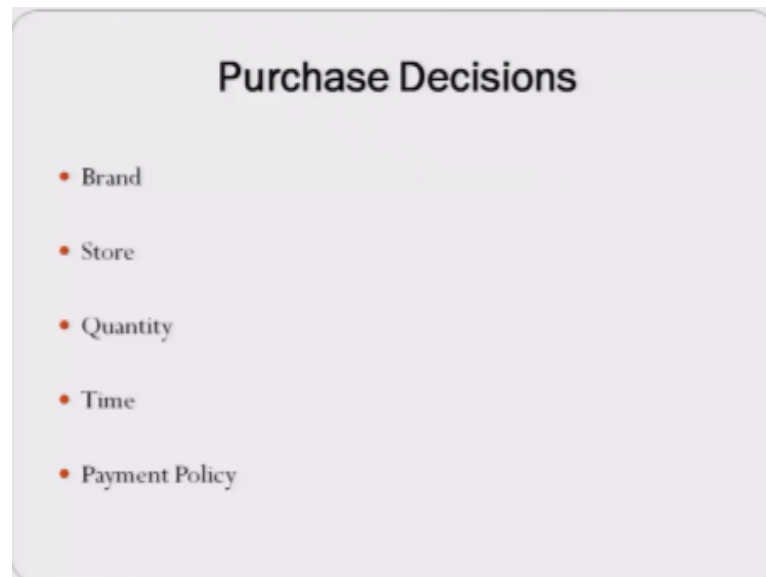 Purchase Decisions
Brand
Store
Quantity
Time
Payment Policy